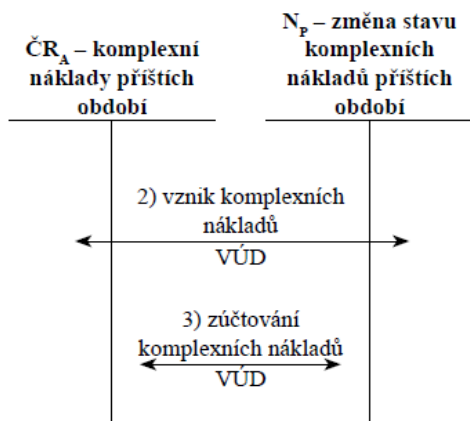 ČR_A – komplexní
náklady příštích
období
N_P – změna stavu
komplexních
nákladů příštích
období
2) vznik komplexních
nákladů
VÚD
3) zúčtování
komplexních nákladů
VÚD